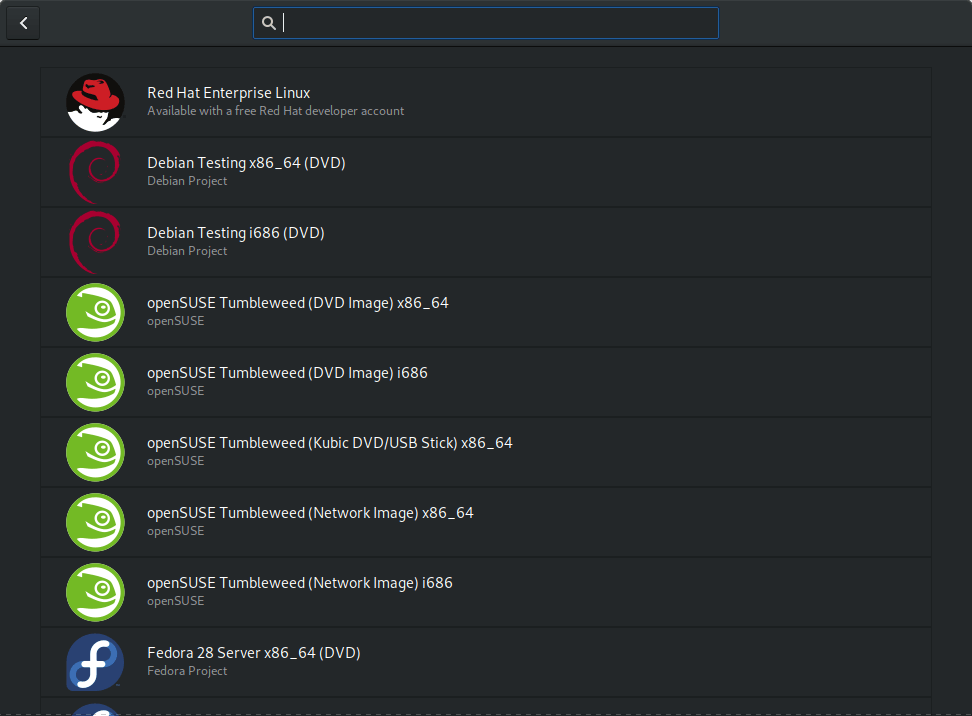 Red Hat Enterprise Linux
Available with a free Red Hat developer account
Debian Testing x86_64 (DVD)
Debian Project
Debian Testing i686 (DVD)
Debian Project
openSUSE Tumbleweed (DVD Image) x86_64
openSUSE
openSUSE Tumbleweed (DVD Image) i686
openSUSE
openSUSE Tumbleweed (Kubic DVD/USB Stick) x86_64
openSUSE
openSUSE Tumbleweed (Network Image) x86_64
openSUSE
openSUSE Tumbleweed (Network Image) i686
openSUSE
Fedora 28 Server x86_64 (DVD)
Fedora Project